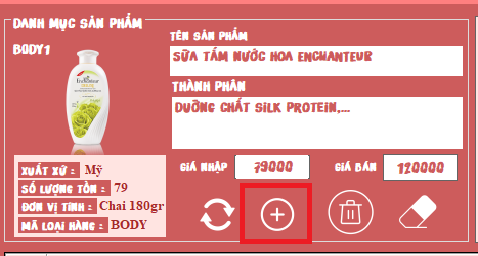 DANH MỤC SẢN PHẨM
BODY1
TÊN SẢN PHẨM
SỮA TẮM NƯỚC HOA ENCHANTEUR
THÀNH PHẦN
DƯỠNG CHẤT SILK PROTEIN,...
Enchanteur
GIÁ NHẬP 79000 GIÁ BÁN 120000
XUẤT XỨ : Mỹ
SỐ LƯỢNG TỒN : 79
ĐƠN VỊ TÍNH : Chai 180gr
MÃ LOẠI HÀNG : BODY